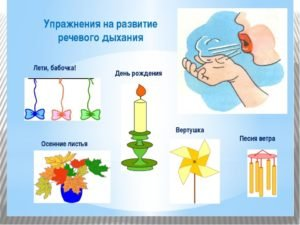 Упражнения на развитие
речевого дыхания
Лети, бабочка!
День рождения
Вертушка
Песня ветра
Осенние листья